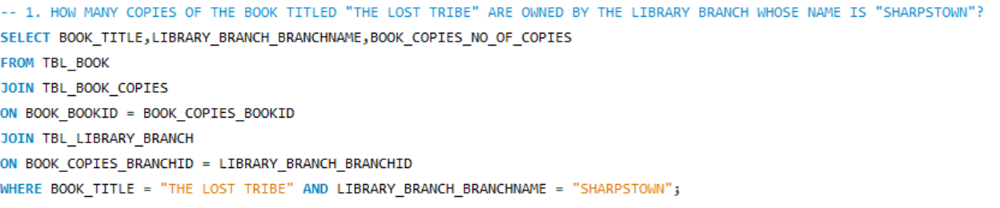 -- 1. HOW MANY COPIES OF THE BOOK TITLED "THE LOST TRIBE" ARE OWNED BY THE LIBRARY BRANCH WHOSE NAME IS "SHARPSTOWN"?
SELECT BOOK_TITLE,LIBRARY_BRANCH_BRANCHNAME,BOOK_COPIES_NO_OF_COPIES
FROM TBL_BOOK
JOIN TBL_BOOK_COPIES
ON BOOK_BOOKID = BOOK_COPIES_BOOKID
JOIN TBL_LIBRARY_BRANCH
ON BOOK_COPIES_BRANCHID = LIBRARY_BRANCH_BRANCHID
WHERE BOOK_TITLE = "THE LOST TRIBE" AND LIBRARY_BRANCH_BRANCHNAME = "SHARPSTOWN";